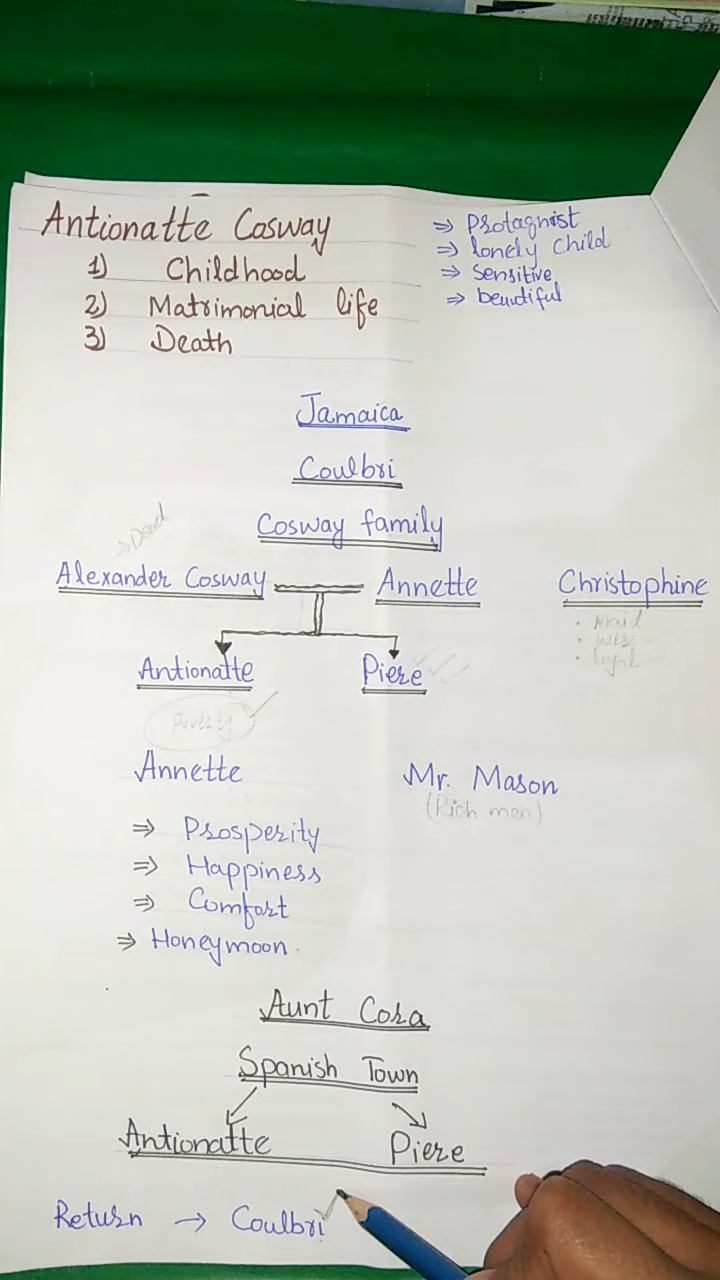 Antionatte Cosway
1) Childhood
2) Matrimonial life
3) Death
⇒ Protagnist
⇒ lonely child
⇒ Sensitive
⇒ beautiful
Jamaica
Coulbri
Cosway family
→ Dead
Alexander Cosway Annette Christophine
• Maid
• Wise
• loyal
Antionatte Piere
Poverty
Annette Mr. Mason
(Rich men)
⇒ Prosperity
⇒ Happiness
⇒ Comfort
⇒ Honeymoon.
Aunt Cora
Spanish Town
Antionatte Piere
Return → Coulbri